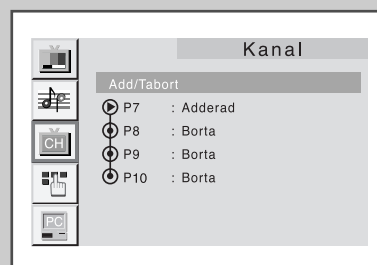 Kanal
Add/Tabort
P7 : Adderad
P8 : Borta
CH
P9 : Borta
P10 : Borta
PC